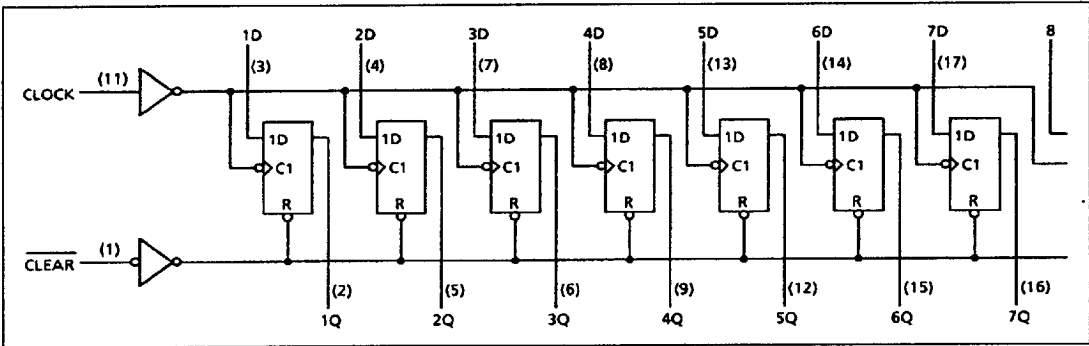 1D 2D 3D 4D 5D 6D 7D 8
(11) (3) (4) (7) (8) (13) (14) (17)
CLOCK
1D 1D 1D 1D 1D 1D 1D
C1 C1 C1 C1 C1 C1 C1
R R R R R R R
(1)
CLEAR
(2) (5) (6) (9) (12) (15) (16)
1Q 2Q 3Q 4Q 5Q 6Q 7Q